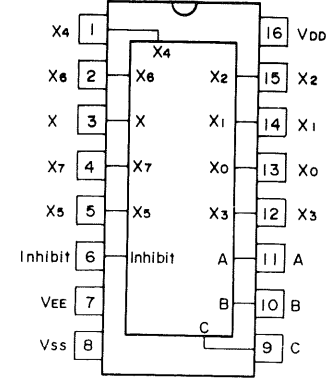 X4 1 X4 16 VDD
X6 2 X6 X2 15 X2
X 3 X X1 14 X1
X7 4 X7 X0 13 X0
X5 5 X5 X3 12 X3
Inhibit 6 Inhibit A 11 A
VEE 7 B 10 B
VSS 8 C 9 C